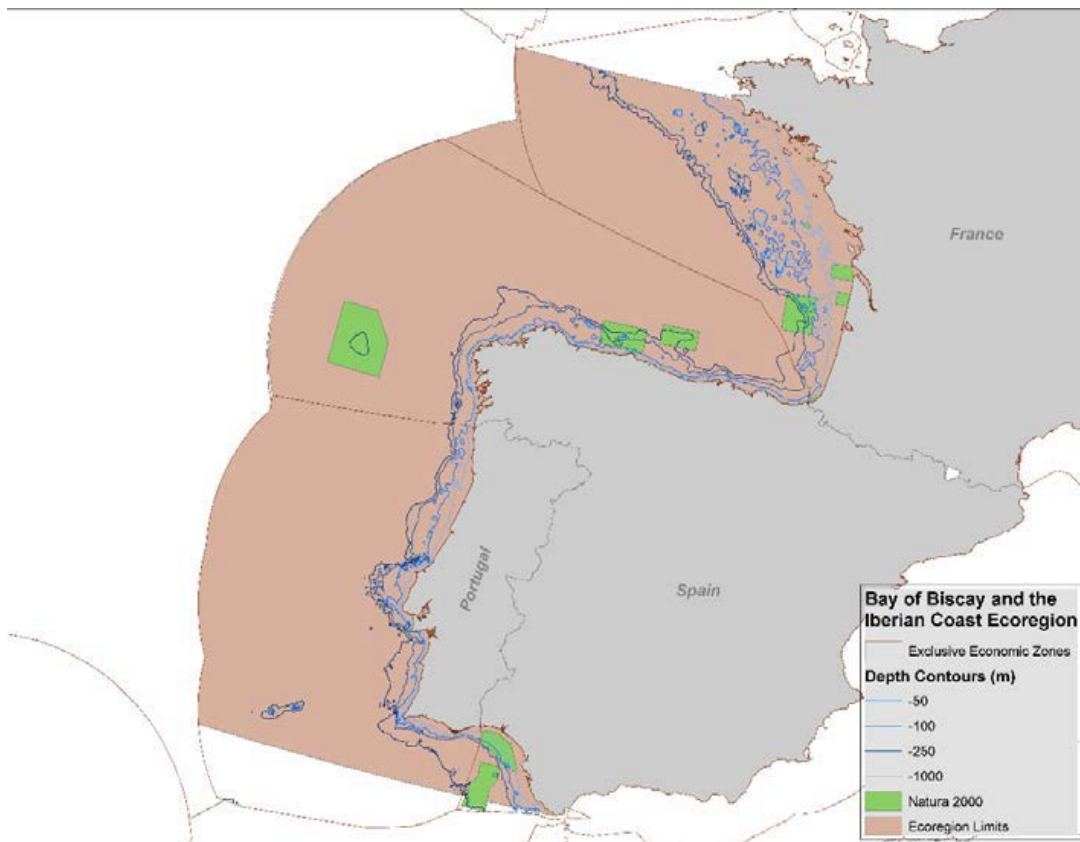 France
Portugal
Spain
Bay of Biscay and the
Iberian Coast Ecoregion
Exclusive Economic Zones
Depth Contours (m)
-50
-100
-250
-1000
Natura 2000
Ecoregion Limits